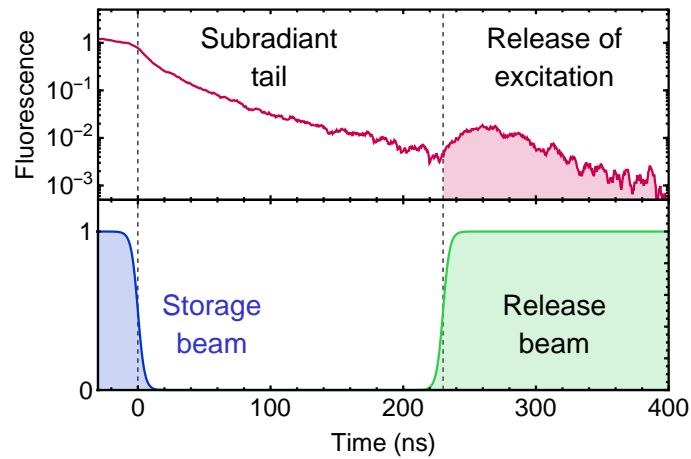 Fluorescence
1
10⁻¹
10⁻²
10⁻³
Subradiant
tail
Release of
excitation
1
0
Storage
beam
Release
beam
0 100 200 300 400
Time (ns)